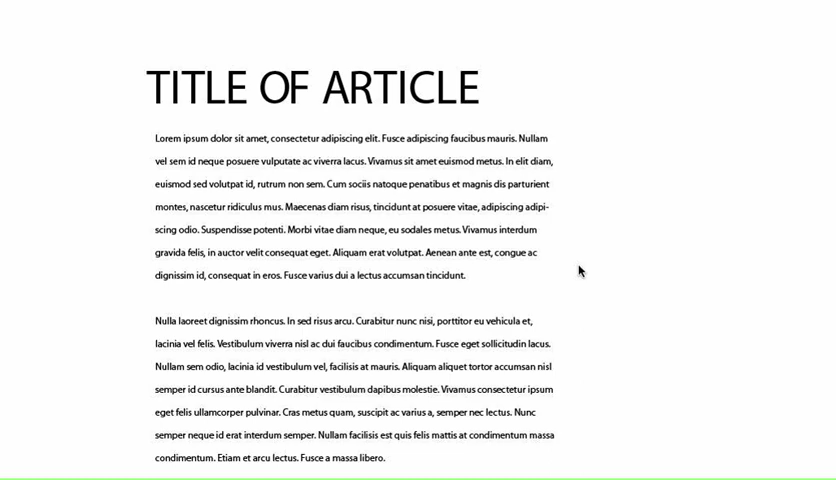 TITLE OF ARTICLE
Lorem ipsum dolor sit amet, consectetur adipiscing elit. Fusce adipiscing faucibus mauris. Nullam
vel sem id neque posuere vulputate ac viverra lacus. Vivamus sit amet euismod metus. In elit diam,
euismod sed volutpat id, rutrum non sem. Cum sociis natoque penatibus et magnis dis parturient
montes, nascetur ridiculus mus. Maecenas diam risus, tincidunt at posuere vitae, adipiscing adipi-
scing odio. Suspendisse potenti. Morbi vitae diam neque, eu sodales metus. Vivamus interdum
gravida felis, in auctor velit consequat eget. Aliquam erat volutpat. Aenean ante est, congue ac
dignissim id, consequat in eros. Fusce varius dui a lectus accumsan tincidunt.
Nulla laoreet dignissim rhoncus. In sed risus arcu. Curabitur nunc nisi, porttitor eu vehicula et,
lacinia vel felis. Vestibulum viverra nisl ac dui faucibus condimentum. Fusce eget sollicitudin lacus.
Nullam sem odio, lacinia id vestibulum vel, facilisis at mauris. Aliquam aliquet tortor accumsan nisl
semper id cursus ante blandit. Curabitur vestibulum dapibus molestie. Vivamus consectetur ipsum
eget felis ullamcorper pulvinar. Cras metus quam, suscipit ac varius a, semper nec lectus. Nunc
semper neque id erat interdum semper. Nullam facilisis est quis felis mattis at condimentum massa
condimentum. Etiam et arcu lectus. Fusce a massa libero.